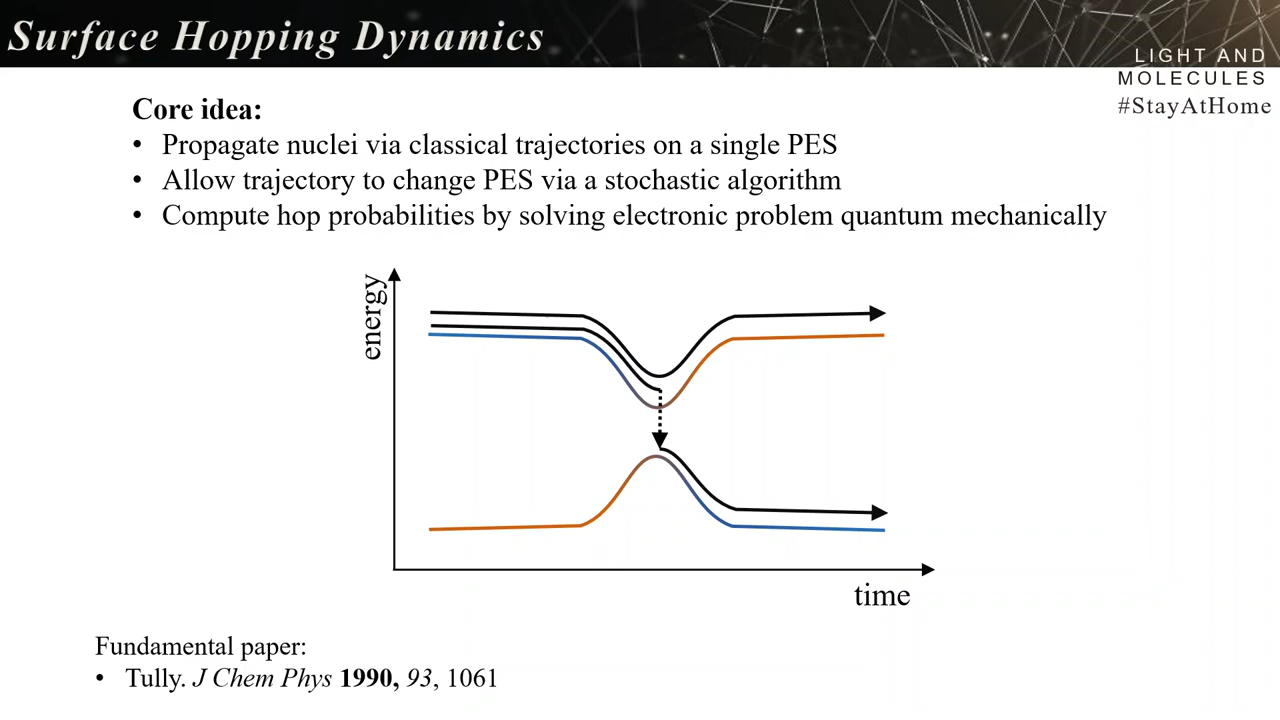 Surface Hopping Dynamics
LIGHT AND
MOLECULES
#StayAtHome
Core idea:
• Propagate nuclei via classical trajectories on a single PES
• Allow trajectory to change PES via a stochastic algorithm
• Compute hop probabilities by solving electronic problem quantum mechanically
energy
time
Fundamental paper:
• Tully. J Chem Phys 1990, 93, 1061